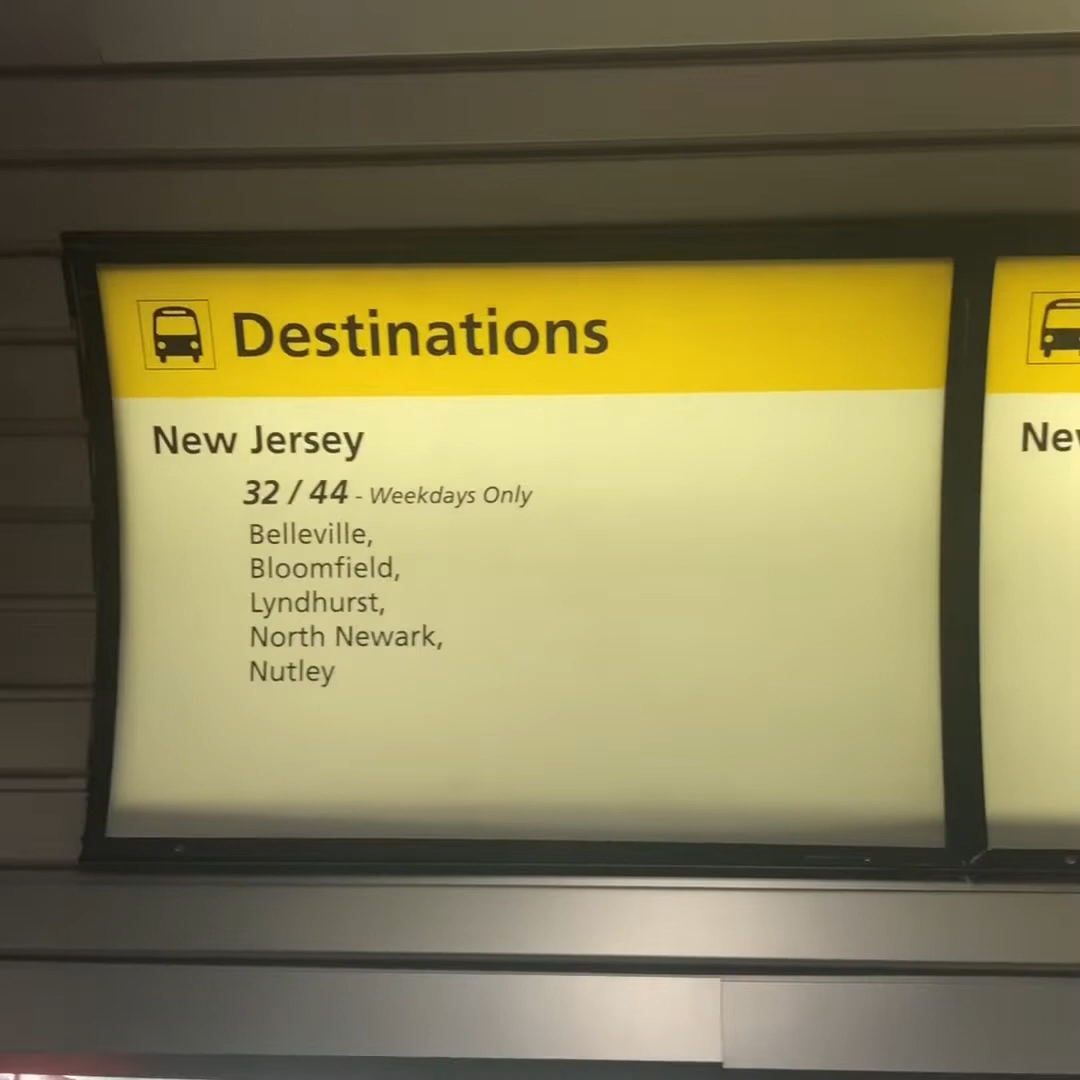 Destinations
New Jersey
32 / 44 - Weekdays Only
Belleville,
Bloomfield,
Lyndhurst,
North Newark,
Nutley